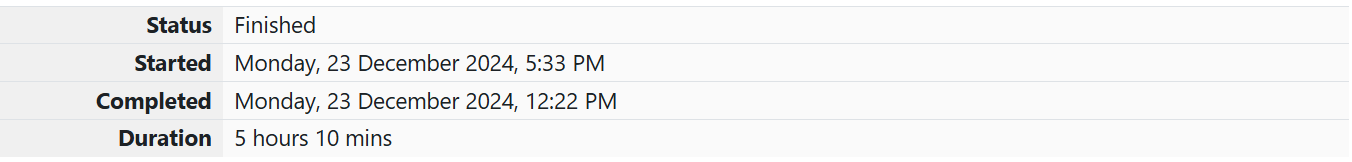 Status Finished
Started Monday, 23 December 2024, 5:33 PM
Completed Monday, 23 December 2024, 12:22 PM
Duration 5 hours 10 mins